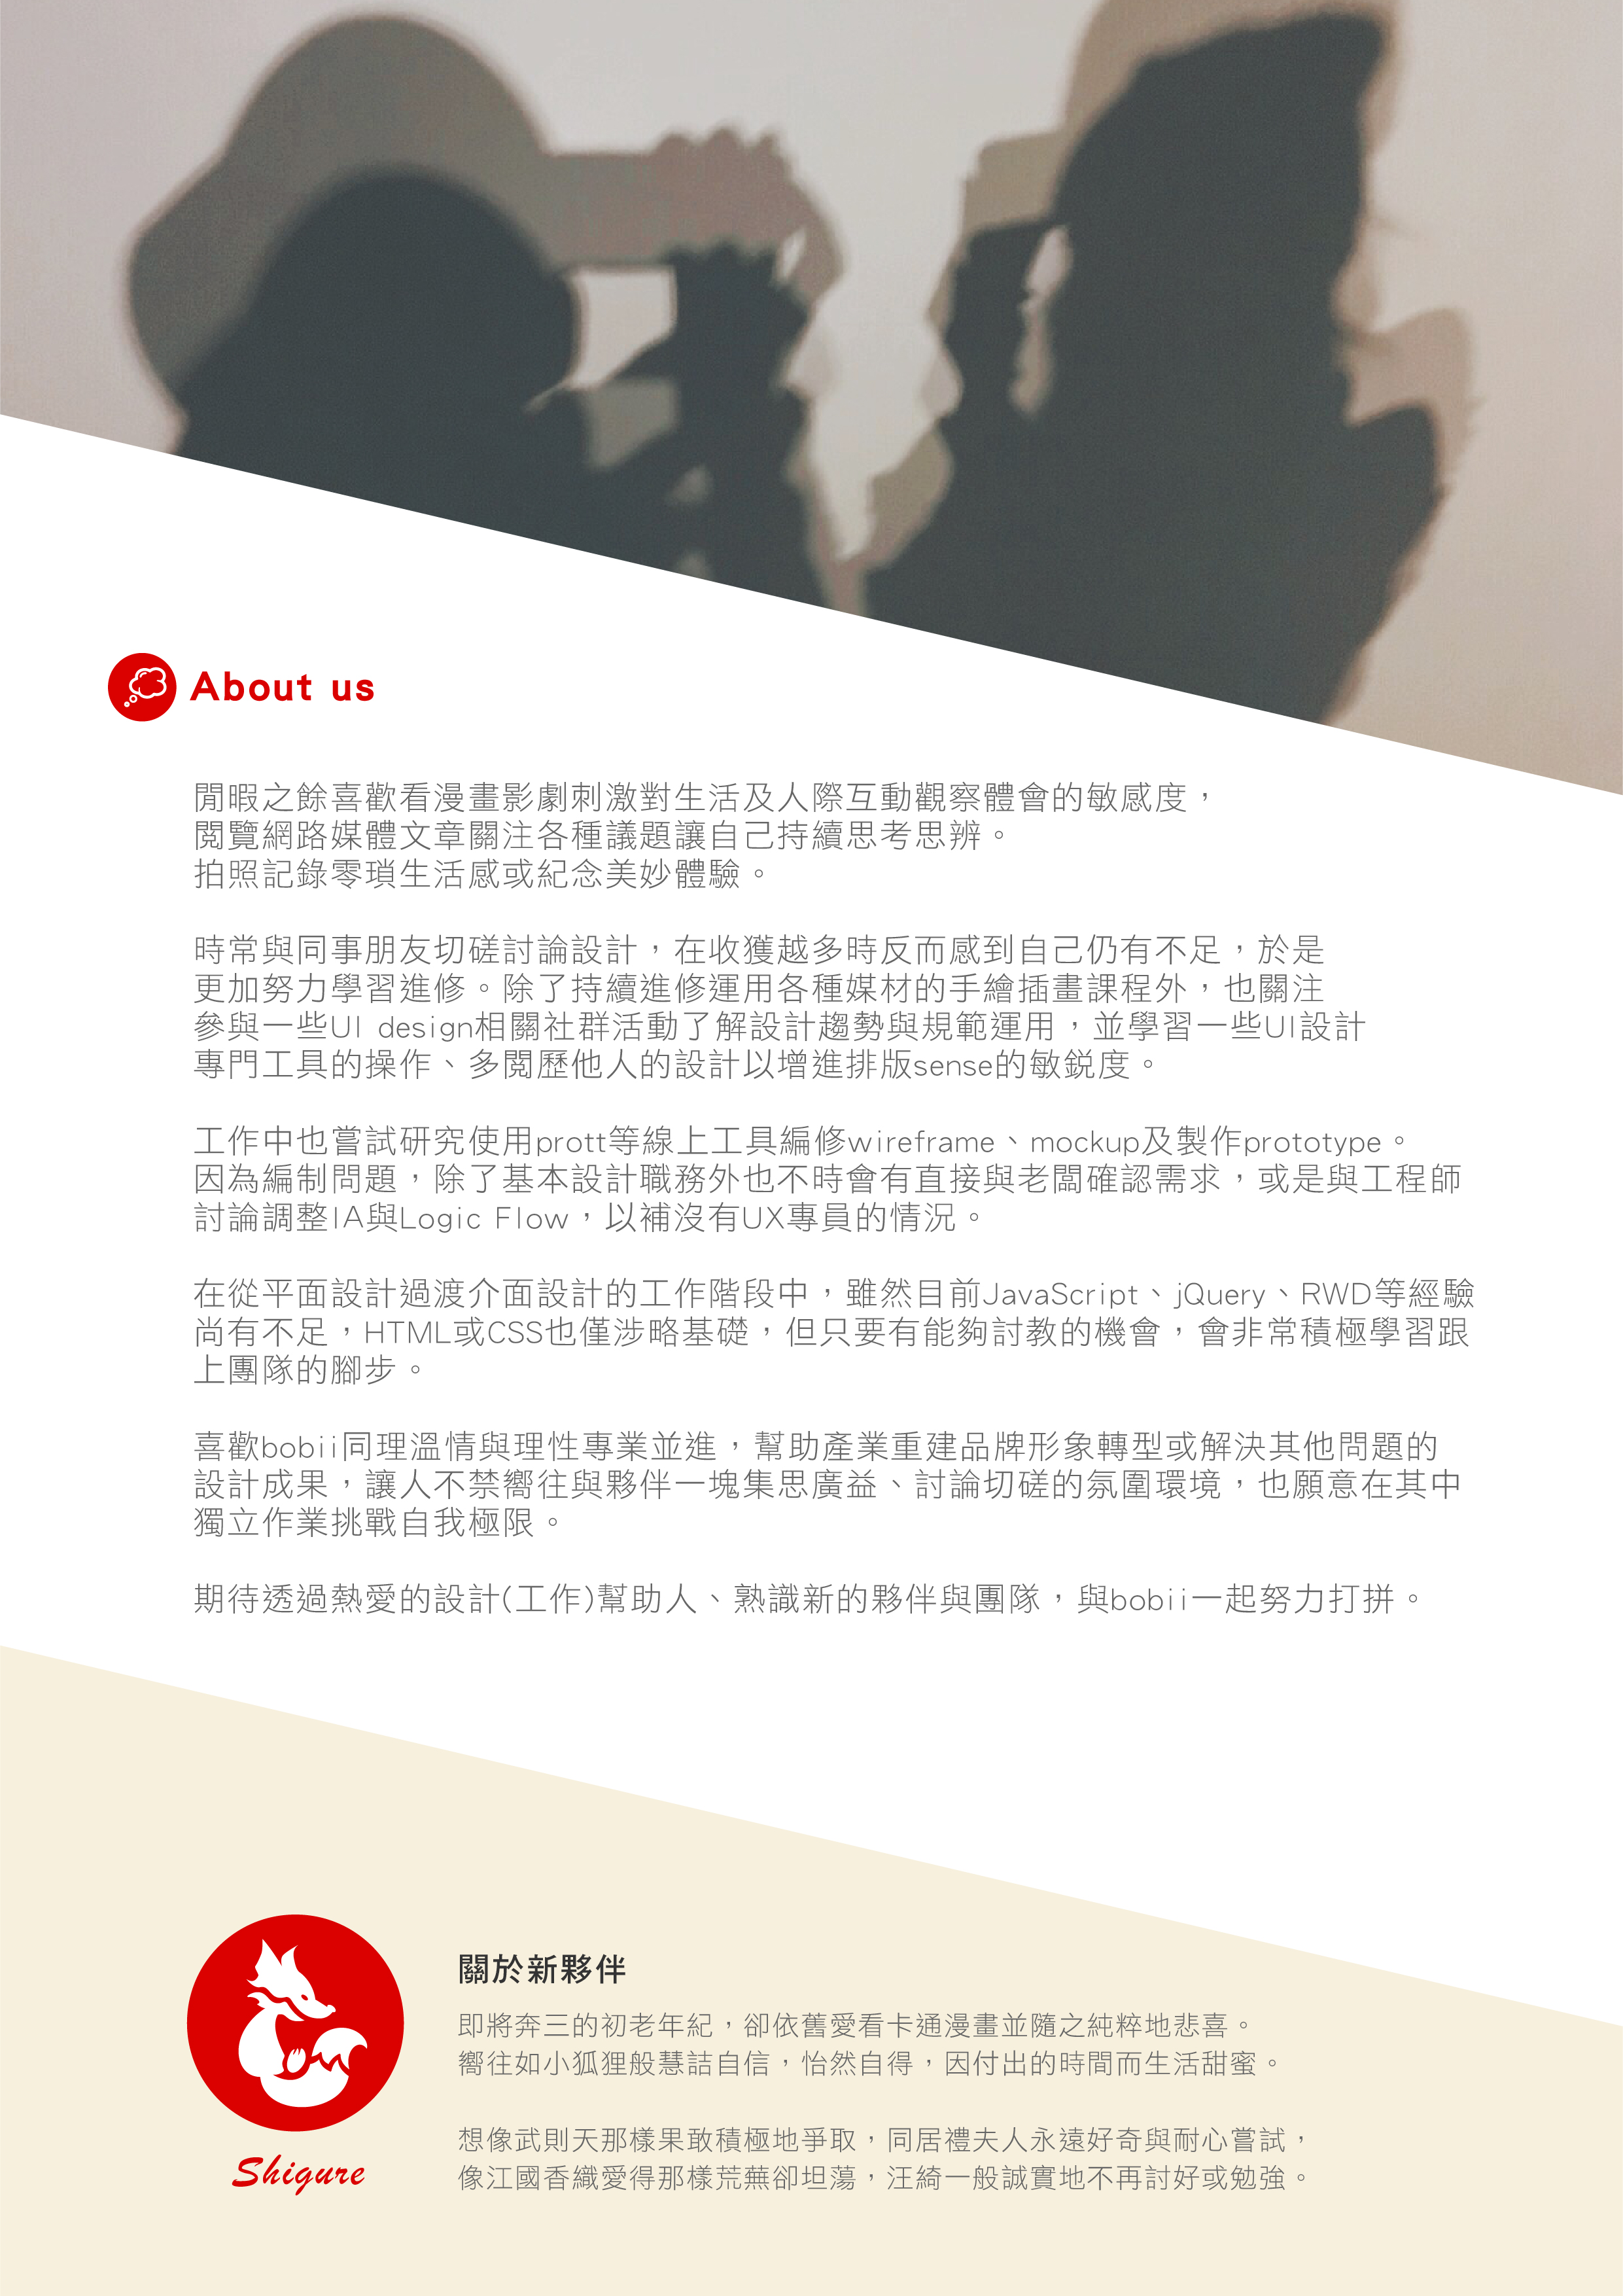 About us
閒暇之餘喜歡看漫畫影劇刺激對生活及人際互動觀察體會的敏感度，
閱覽網路媒體文章關注各種議題讓自己持續思考思辨。
拍照記錄零瑣生活感或紀念美妙體驗。
時常與同事朋友切磋討論設計，在收獲越多時反而感到自己仍有不足，於是
更加努力學習進修。除了持續進修運用各種媒材的手繪插畫課程外，也關注
參與一些UI design相關社群活動了解設計趨勢與規範運用，並學習一些UI設計
專門工具的操作、多閱歷他人的設計以增進排版sense的敏銳度。
工作中也嘗試研究使用prott等線上工具編修wireframe、mockup及製作prototype。
因為編制問題，除了基本設計職務外也不時會有直接與老闆確認需求，或是與工程師
討論調整IA與Logic Flow，以補沒有UX專員的情況。
在從平面設計過渡介面設計的工作階段中，雖然目前JavaScript、jQuery、RWD等經驗
尚有不足，HTML或CSS也僅涉略基礎，但只要有能夠討教的機會，會非常積極學習跟
上團隊的腳步。
喜歡bobii同理溫情與理性專業並進，幫助產業重建品牌形象轉型或解決其他問題的
設計成果，讓人不禁嚮往與夥伴一塊集思廣益、討論切磋的氛圍環境，也願意在其中
獨立作業挑戰自我極限。
期待透過熱愛的設計(工作)幫助人、熟識新的夥伴與團隊，與bobii一起努力打拼。
關於新夥伴
即將奔三的初老年紀，卻依舊愛看卡通漫畫並隨之純粹地悲喜。
嚮往如小狐狸般慧詰自信，怡然自得，因付出的時間而生活甜蜜。
想像武則天那樣果敢積極地爭取，同居禮夫人永遠好奇與耐心嘗試，
像江國香織愛得那樣荒蕪卻坦蕩，汪綺一般誠實地不再討好或勉強。
Shigure